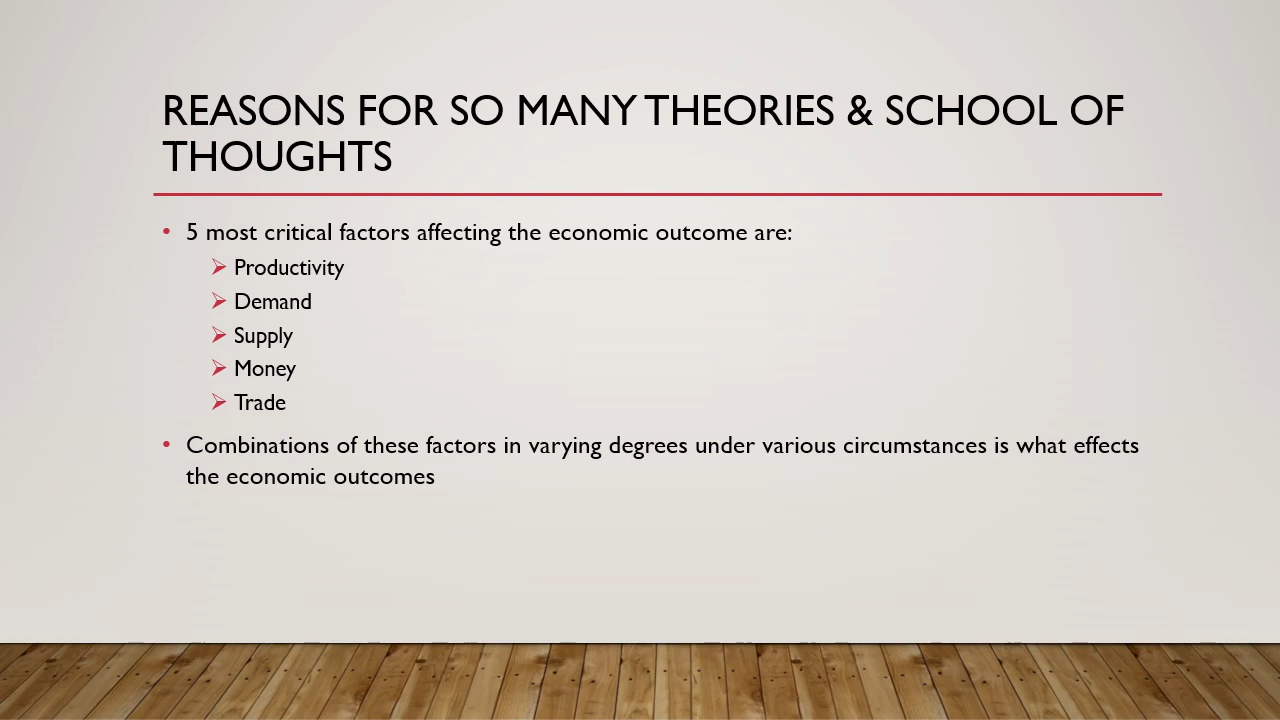 REASONS FOR SO MANY THEORIES & SCHOOL OF
THOUGHTS
• 5 most critical factors affecting the economic outcome are:
➢ Productivity
➢ Demand
➢ Supply
➢ Money
➢ Trade
• Combinations of these factors in varying degrees under various circumstances is what effects
the economic outcomes